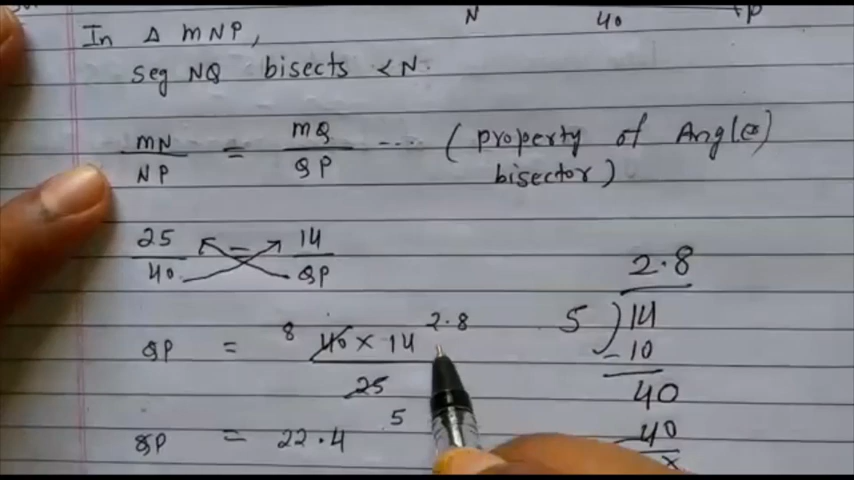 N 40 P
In △ MNP,
seg NQ bisects <N.
MN/NP = MQ/QP .... (property of Angle bisector)
25/40 = 14/QP
QP = 8 40 × 14 2.8 / 25 5
QP = 22.4
2.8
5 ) 14
- 10
40
- 40
x